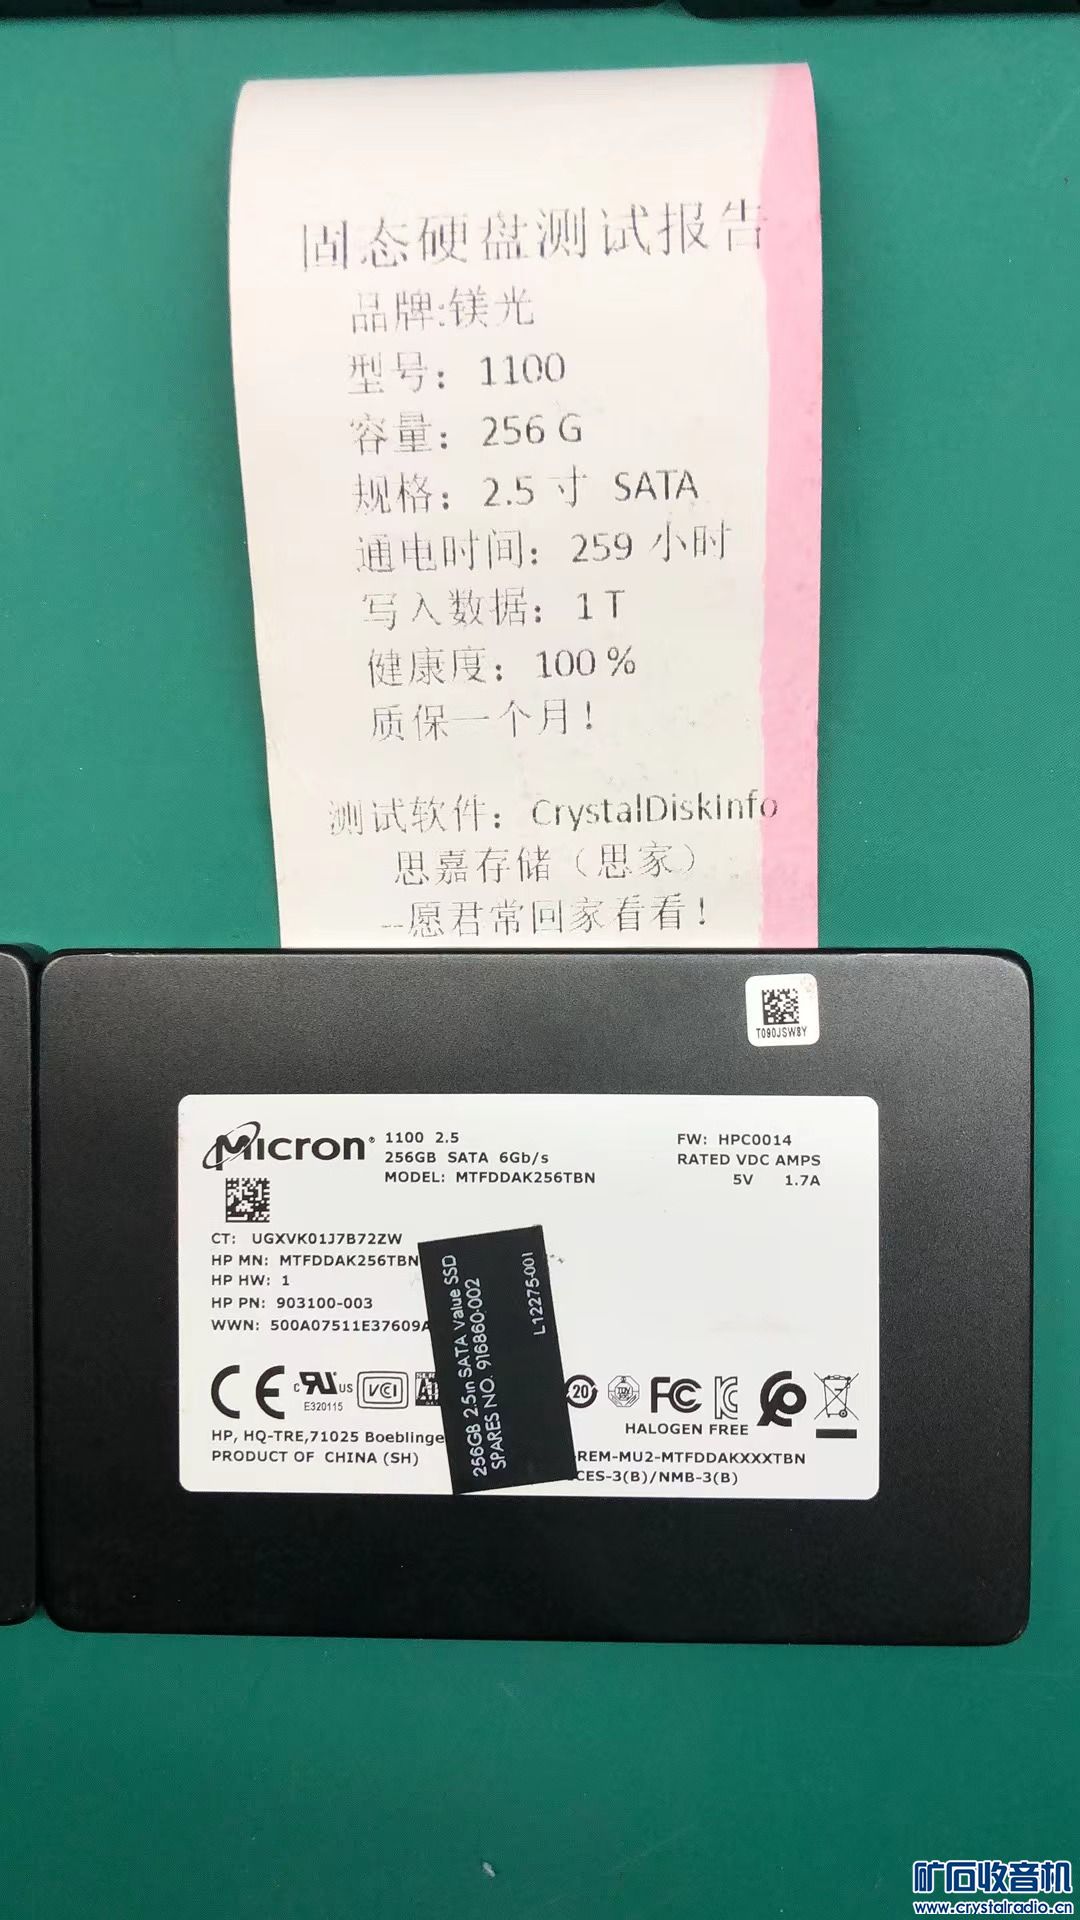 固态硬盘测试报告
品牌:镁光
型号：1100
容量：256 G
规格：2.5 寸 SATA
通电时间：259 小时
写入数据：1 T
健康度：100 %
质保一个月！
测试软件：CrystalDiskInfo
思嘉存储（思家）
--愿君常回家看看！
T090JSW8Y
Micron®
1100 2.5
256GB SATA 6Gb/s
MODEL: MTFDDAK256TBN
FW: HPC0014
RATED VDC AMPS
5V 1.7A
CT: UGXVK01J7B72ZW
HP MN: MTFDDAK256TBN
HP HW: 1
HP PN: 903100-003
WWN: 500A07511E37609A
256GB 2.5in SATA Value SSD
SPARES NO. 916860-002
L12275-001
CE c RU US VCI 20 FC
E320115
HALOGEN FREE
HP, HQ-TRE,71025 Boeblinge
PRODUCT OF CHINA (SH)
-REM-MU2-MTFDDAKXXXTBN
CES-3(B)/NMB-3(B)
矿石收音机
www.crystalradio.cn